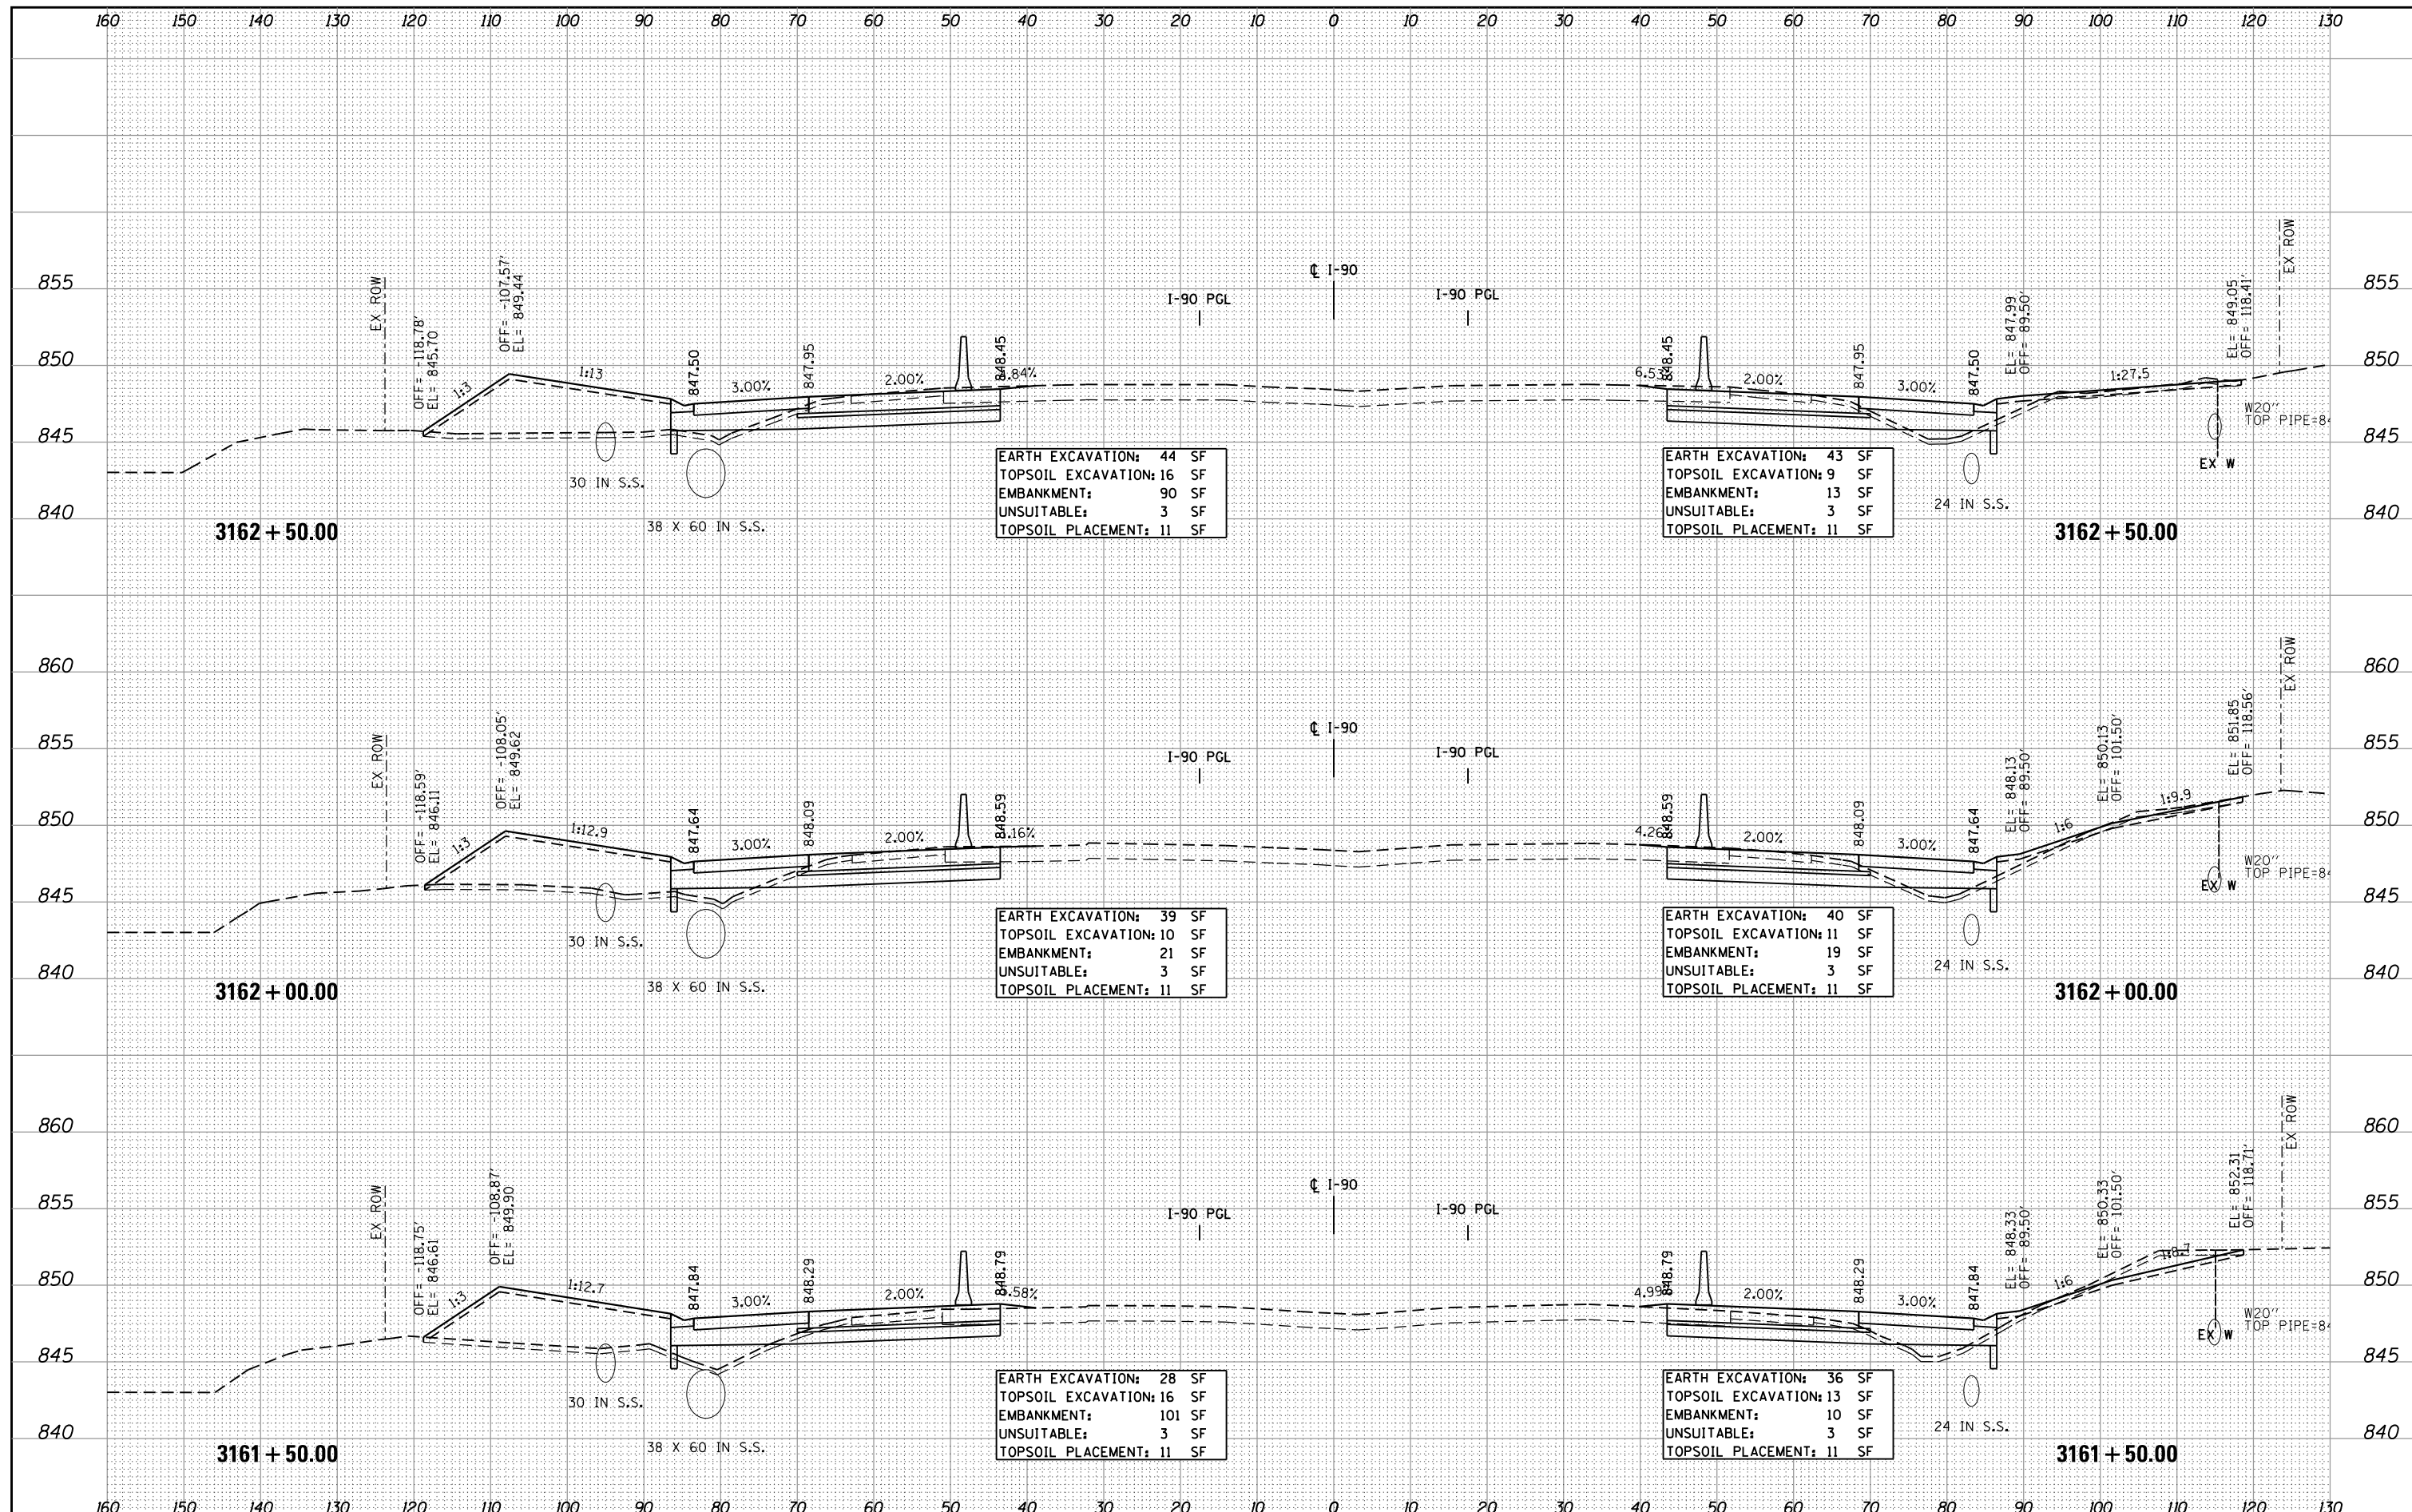 160 150 140 130 120 110 100 90 80 70 60 50 40 30 20 10 0 10 20 30 40 50 60 70 80 90 100 110 120 130
EX ROW
855 855
OFF= -107.57'
EL= 849.44
℄ I-90
I-90 PGL I-90 PGL
OFF= -118.78'
EL= 845.70
EL= 847.99
OFF= 89.50'
EL= 849.05
OFF= 118.41'
EX ROW
850 850
1:3 1:13 847.50 3.00% 847.95 2.00% 848.45
848.45 2.00% 847.95 3.00% 847.50 1:27.5
W20"
TOP PIPE=84
845 845
EX W
30 IN S.S.
38 X 60 IN S.S.
24 IN S.S.
EARTH EXCAVATION: 44 SF
TOPSOIL EXCAVATION: 16 SF
EMBANKMENT: 90 SF
UNSUITABLE: 3 SF
TOPSOIL PLACEMENT: 11 SF
EARTH EXCAVATION: 43 SF
TOPSOIL EXCAVATION: 9 SF
EMBANKMENT: 13 SF
UNSUITABLE: 3 SF
TOPSOIL PLACEMENT: 11 SF
840 840
3162+50.00 3162+50.00
860 860
EX ROW
855 855
OFF= -108.05'
EL= 849.62
℄ I-90
I-90 PGL I-90 PGL
OFF= -118.59'
EL= 846.11
EL= 848.13
OFF= 89.50'
EL= 850.13
OFF= 101.50'
EL= 851.85
OFF= 118.56'
EX ROW
850 850
1:3 1:12.9 847.64 3.00% 848.09 2.00% 848.59
848.59 2.00% 848.09 3.00% 847.64 1:6 1:9.9
W20"
TOP PIPE=84
845 845
EX W
30 IN S.S.
38 X 60 IN S.S.
24 IN S.S.
EARTH EXCAVATION: 39 SF
TOPSOIL EXCAVATION: 10 SF
EMBANKMENT: 21 SF
UNSUITABLE: 3 SF
TOPSOIL PLACEMENT: 11 SF
EARTH EXCAVATION: 40 SF
TOPSOIL EXCAVATION: 11 SF
EMBANKMENT: 19 SF
UNSUITABLE: 3 SF
TOPSOIL PLACEMENT: 11 SF
840 840
3162+00.00 3162+00.00
860 860
EX ROW
855 855
OFF= -108.87'
EL= 849.90
℄ I-90
I-90 PGL I-90 PGL
OFF= -118.75'
EL= 846.61
EL= 848.33
OFF= 89.50'
EL= 850.33
OFF= 101.50'
EL= 852.31
OFF= 118.71'
EX ROW
850 850
1:3 1:12.7 847.84 3.00% 848.29 2.00% 848.79
848.79 2.00% 848.29 3.00% 847.84 1:6 1:8.7
W20"
TOP PIPE=84
845 845
EX W
30 IN S.S.
38 X 60 IN S.S.
24 IN S.S.
EARTH EXCAVATION: 28 SF
TOPSOIL EXCAVATION: 16 SF
EMBANKMENT: 101 SF
UNSUITABLE: 3 SF
TOPSOIL PLACEMENT: 11 SF
EARTH EXCAVATION: 36 SF
TOPSOIL EXCAVATION: 13 SF
EMBANKMENT: 10 SF
UNSUITABLE: 3 SF
TOPSOIL PLACEMENT: 11 SF
840 840
3161+50.00 3161+50.00
160 150 140 130 120 110 100 90 80 70 60 50 40 30 20 10 0 10 20 30 40 50 60 70 80 90 100 110 120 130